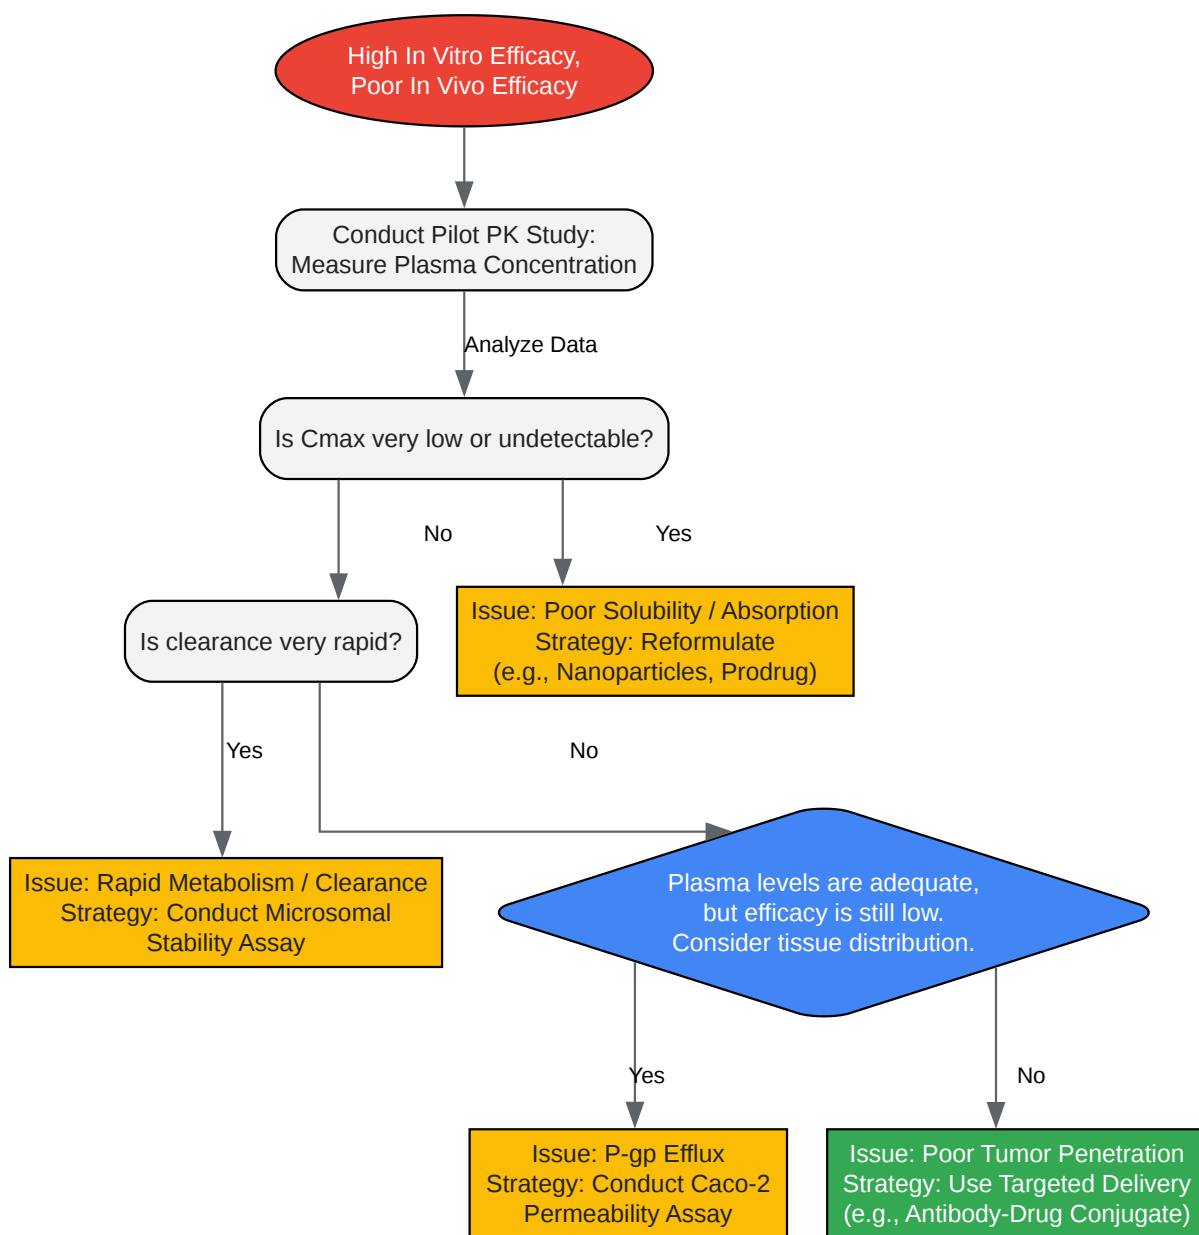 High In Vitro Efficacy,
Poor In Vivo Efficacy
Conduct Pilot PK Study:
Measure Plasma Concentration
Analyze Data
Is Cmax very low or undetectable?
No
Yes
Is clearance very rapid?
Issue: Poor Solubility / Absorption
Strategy: Reformulate
(e.g., Nanoparticles, Prodrug)
Yes
No
Issue: Rapid Metabolism / Clearance
Strategy: Conduct Microsomal
Stability Assay
Plasma levels are adequate,
but efficacy is still low.
Consider tissue distribution.
Yes
No
Issue: P-gp Efflux
Strategy: Conduct Caco-2
Permeability Assay
Issue: Poor Tumor Penetration
Strategy: Use Targeted Delivery
(e.g., Antibody-Drug Conjugate)